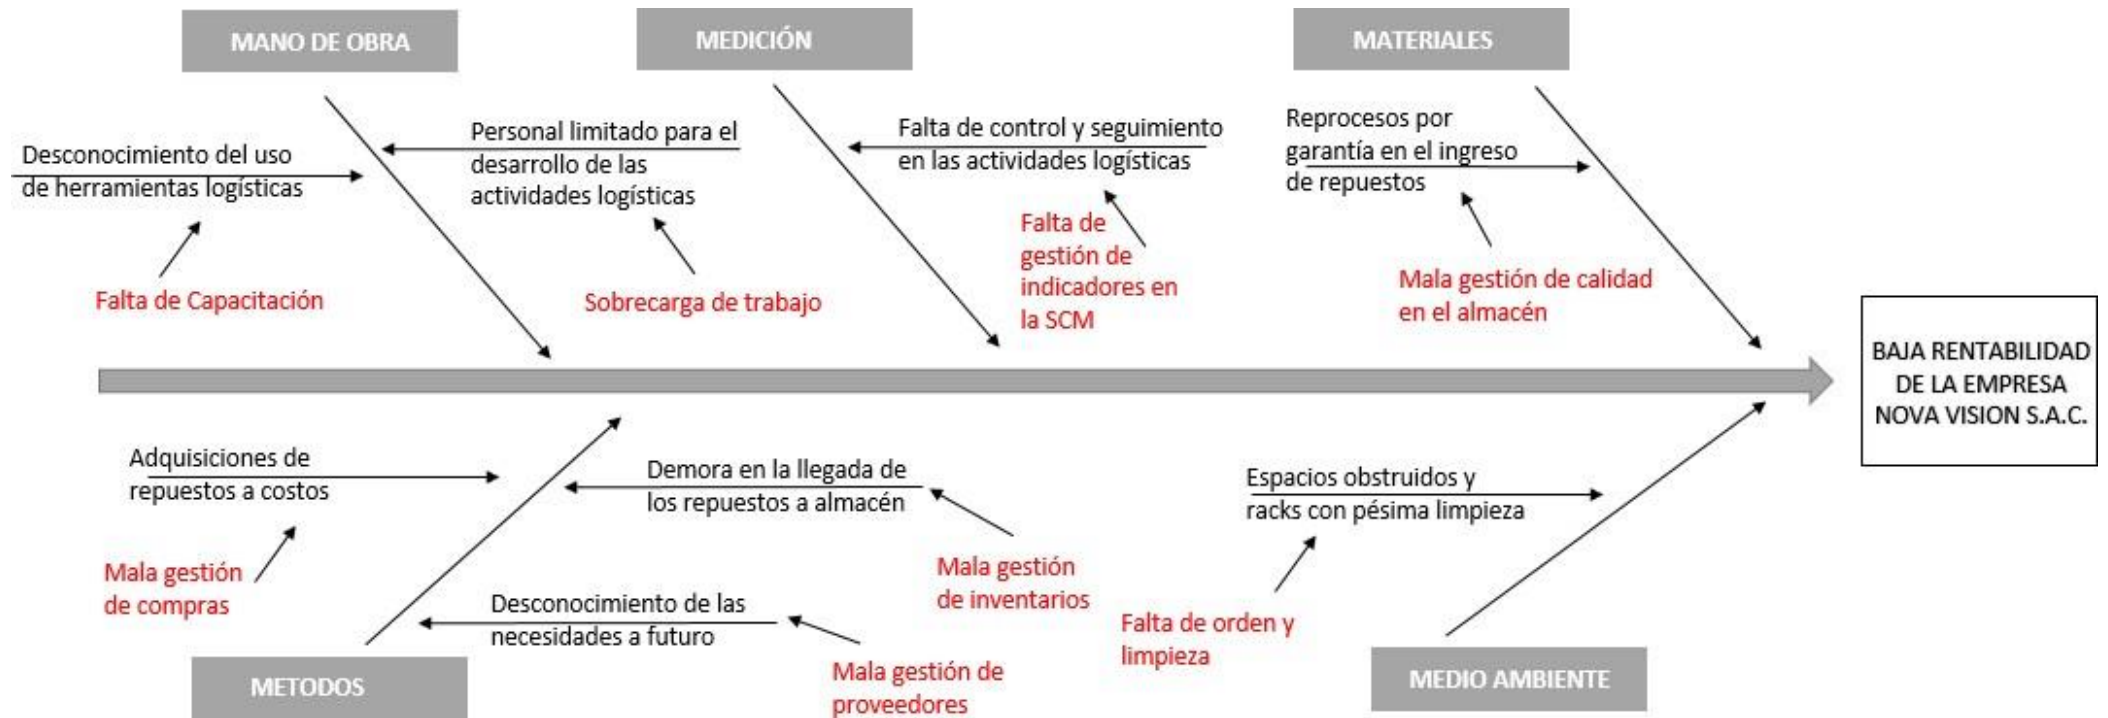 MANO DE OBRA
MEDICIÓN
MATERIALES
Desconocimiento del uso
de herramientas logísticas
Falta de Capacitación
Personal limitado para el
desarrollo de las
actividades logísticas
Sobrecarga de trabajo
Falta de control y seguimiento
en las actividades logísticas
Falta de
gestión de
indicadores en
la SCM
Reprocesos por
garantía en el ingreso
de repuestos
Mala gestión de calidad
en el almacén
BAJA RENTABILIDAD
DE LA EMPRESA
NOVA VISION S.A.C.
Adquisiciones de
repuestos a costos
Mala gestión
de compras
Demora en la llegada de
los repuestos a almacén
Mala gestión
de inventarios
Desconocimiento de las
necesidades a futuro
Mala gestión de
proveedores
Espacios obstruidos y
racks con pésima limpieza
Falta de orden y
limpieza
METODOS
MEDIO AMBIENTE